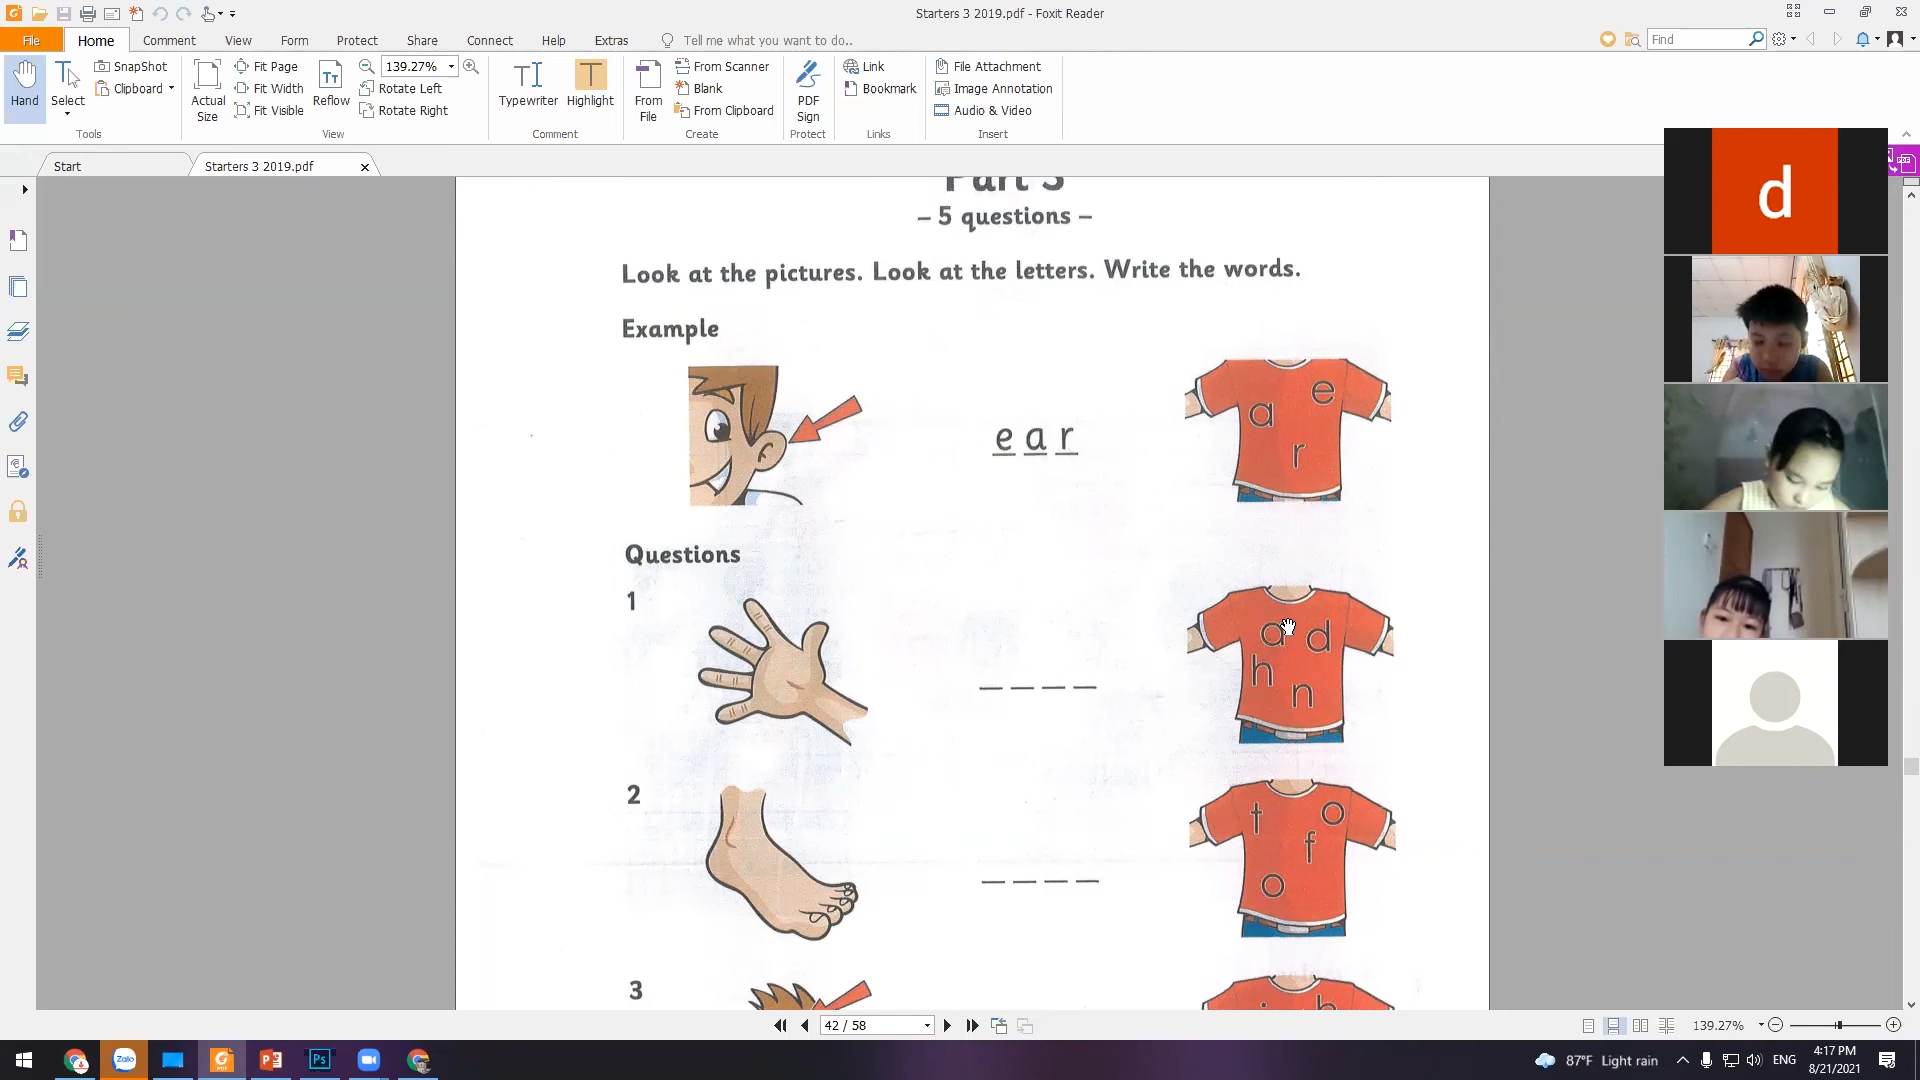 Starters 3 2019.pdf - Foxit Reader
File Home Comment View Form Protect Share Connect Help Extras Tell me what you want to do.. Find
Hand
Select
SnapShot
Clipboard
Tools
Actual Size
Fit Page
Fit Width
Fit Visible
Reflow
139.27%
Rotate Left
Rotate Right
View
Typewriter
Highlight
Comment
From File
From Scanner
Blank
From Clipboard
Create
PDF Sign
Protect
Link
Bookmark
Links
File Attachment
Image Annotation
Audio & Video
Insert
Start
Starters 3 2019.pdf
Part 3
– 5 questions –
Look at the pictures. Look at the letters. Write the words.
Example
e a r
a e r
Questions
1
_ _ _ _
a d h n
2
_ _ _ _
t o f o
3
h
d
42 / 58
139.27%
Zalo
Ps
87°F Light rain
ENG
4:17 PM
8/21/2021